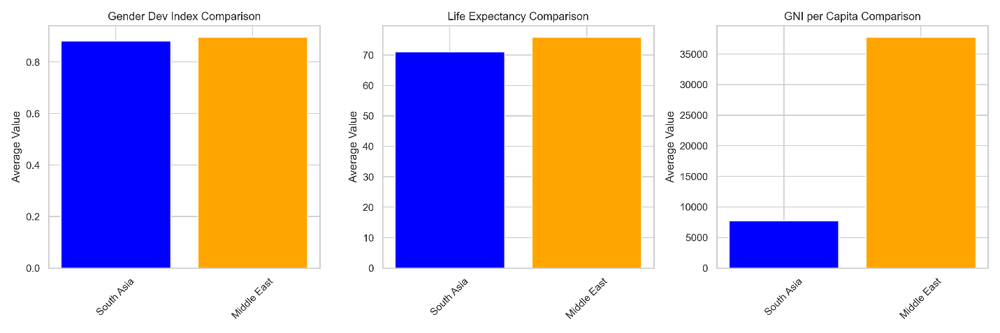 Gender Dev Index Comparison
Average Value
0.8
0.6
0.4
0.2
0.0
South Asia
Middle East
Life Expectancy Comparison
Average Value
70
60
50
40
30
20
10
0
South Asia
Middle East
GNI per Capita Comparison
Average Value
35000
30000
25000
20000
15000
10000
5000
0
South Asia
Middle East